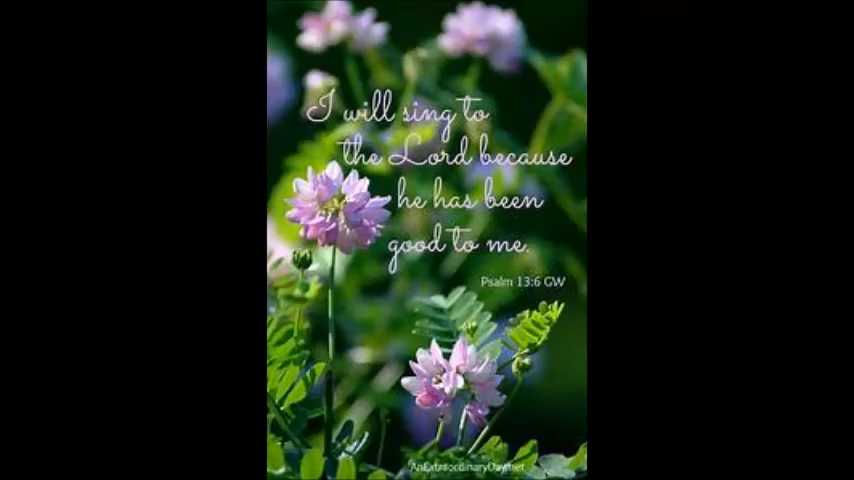 I will sing to
the Lord because
he has been
good to me.
Psalm 13:6 GW
AnExtraordinaryDay.net